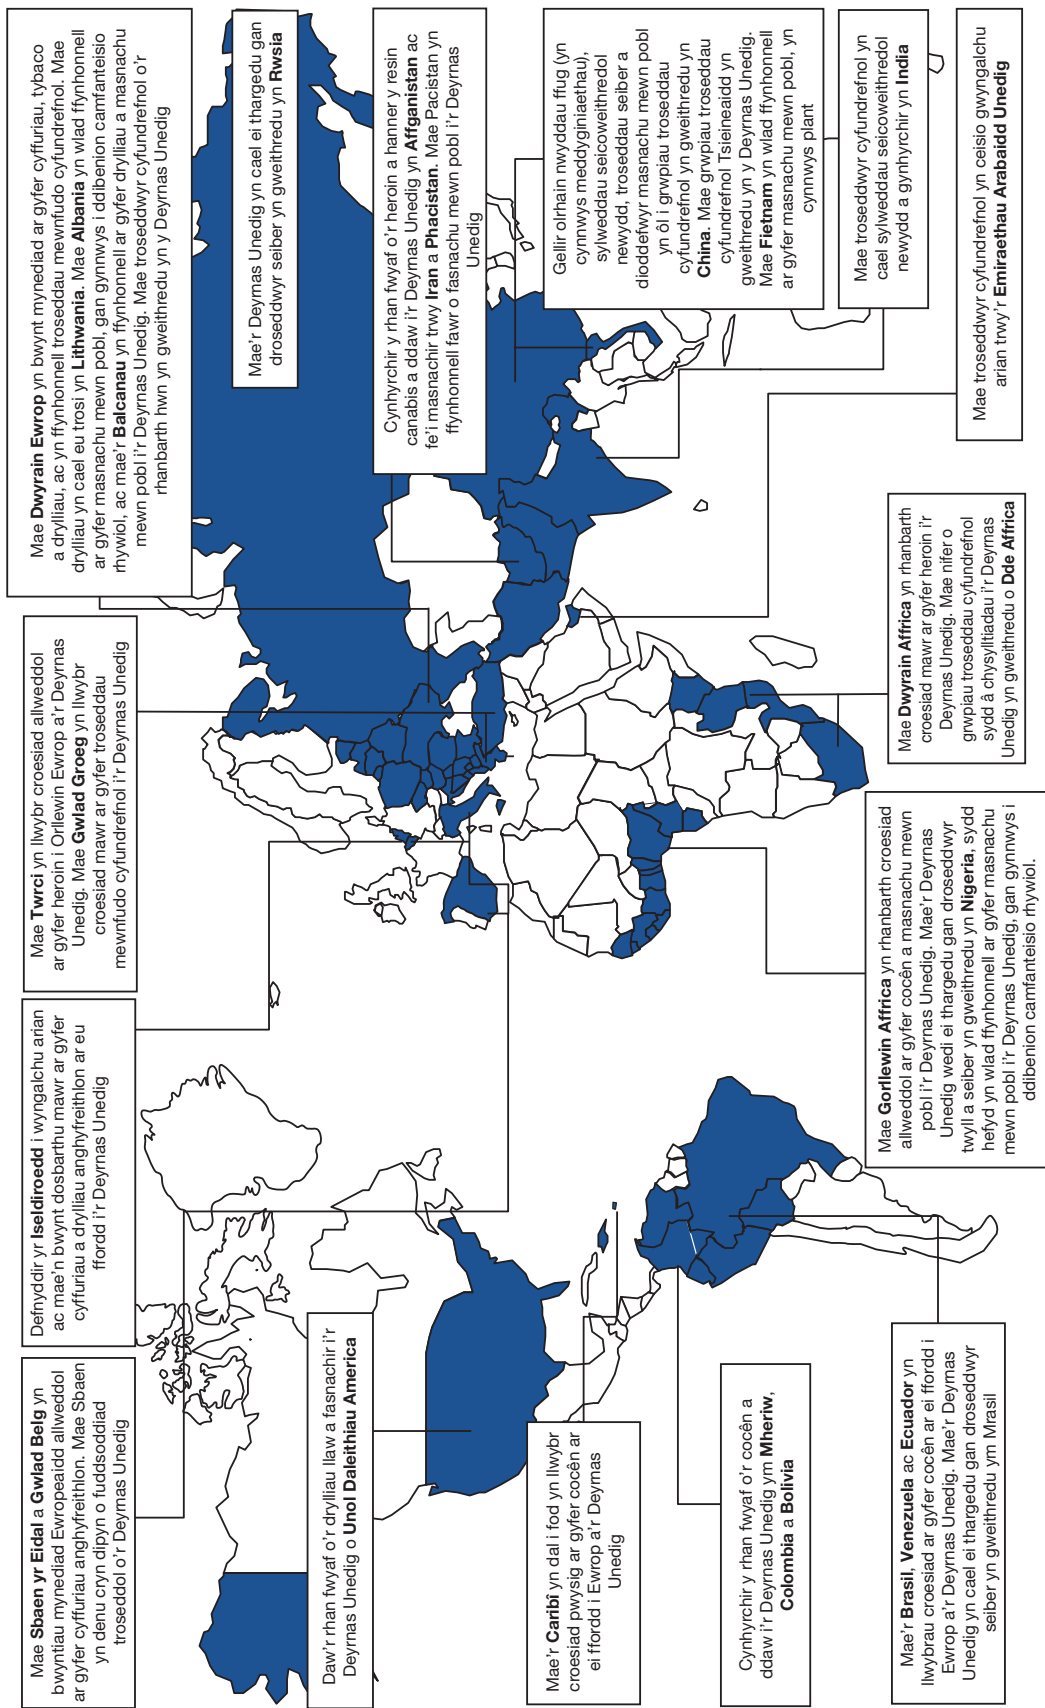 Mae Sbaen yr Eidal a Gwlad Belg yn
bwyntiau mynediad Ewropeaidd allweddol
ar gyfer cyffuriau anghyfreithlon. Mae Sbaen
yn denu cryn dipyn o fuddsoddiad
troseddol o'r Deyrnas Unedig
Defnyddir yr Iseldiroedd i wyngalchu arian
ac mae'n bwynt dosbarthu mawr ar gyfer
cyffuriau a drylliau anghyfreithlon ar eu
ffordd i'r Deyrnas Unedig
Mae Twrci yn llwybr croesiad allweddol
ar gyfer heroin i Orllewin Ewrop a'r Deyrnas
Unedig. Mae Gwlad Groeg yn llwybr
croesiad mawr ar gyfer troseddau
mewnfudo cyfundrefnol i'r Deyrnas Unedig
Mae Dwyrain Ewrop yn bwynt mynediad ar gyfer cyffuriau, tybaco
a drylliau, ac yn ffynhonnell troseddau mewnfudo cyfundrefnol. Mae
drylliau yn cael eu trosi yn Lithwania. Mae Albania yn wlad ffynhonnell
ar gyfer masnachu mewn pobl, gan gynnwys i ddibenion camfanteisio
rhywiol, ac mae'r Balcanau yn ffynhonnell ar gyfer drylliau a masnachu
mewn pobl i'r Deyrnas Unedig. Mae troseddwyr cyfundrefnol o'r
rhanbarth hwn yn gweithredu yn y Deyrnas Unedig
Mae'r Deyrnas Unedig yn cael ei thargedu gan
droseddwyr seiber yn gweithredu yn Rwsia
Daw'r rhan fwyaf o'r drylliau llaw a fasnachir i'r
Deyrnas Unedig o Unol Daleithiau America
Cynhyrchir y rhan fwyaf o'r heroin a hanner y resin
canabis a ddaw i'r Deyrnas Unedig yn Affganistan ac
fe'i masnachir trwy Iran a Phacistan. Mae Pacistan yn
ffynhonnell fawr o fasnachu mewn pobl i'r Deyrnas
Unedig
Mae'r Caribî yn dal i fod yn llwybr
croesiad pwysig ar gyfer cocên ar
ei ffordd i Ewrop a'r Deyrnas
Unedig
Gellir olrhain nwyddau ffug (yn
cynnwys meddyginiaethau),
sylweddau seicoweithredol
newydd, troseddau seiber a
dioddefwyr masnachu mewn pobl
yn ôl i grwpiau troseddau
cyfundrefnol yn gweithredu yn
China. Mae grwpiau troseddau
cyfundrefnol Tsieineaidd yn
gweithredu yn y Deyrnas Unedig.
Mae Fietnam yn wlad ffynhonnell
ar gyfer masnachu mewn pobl, yn
cynnwys plant
Cynhyrchir y rhan fwyaf o'r cocên a
ddaw i'r Deyrnas Unedig ym Mheriw,
Colombia a Bolivia
Mae troseddwyr cyfundrefnol yn
cael sylweddau seicoweithredol
newydd a gynhyrchir yn India
Mae'r Brasil, Venezuela ac Ecuador yn
llwybrau croesiad ar gyfer cocên ar ei ffordd i
Ewrop a'r Deyrnas Unedig. Mae'r Deyrnas
Unedig yn cael ei thargedu gan droseddwyr
seiber yn gweithredu ym Mrasil
Mae Gorllewin Affrica yn rhanbarth croesiad
allweddol ar gyfer cocên a masnachu mewn
pobl i'r Deyrnas Unedig. Mae'r Deyrnas
Unedig wedi ei thargedu gan droseddwyr
twyll a seiber yn gweithredu yn Nigeria, sydd
hefyd yn wlad ffynhonnell ar gyfer masnachu
mewn pobl i'r Deyrnas Unedig, gan gynnwys i
ddibenion camfanteisio rhywiol.
Mae Dwyrain Affrica yn rhanbarth
croesiad mawr ar gyfer heroin i'r
Deyrnas Unedig. Mae nifer o
grwpiau troseddau cyfundrefnol
sydd â chysylltiadau i'r Deyrnas
Unedig yn gweithredu o Dde Affrica
Mae troseddwyr cyfundrefnol yn ceisio gwyngalchu
arian trwy'r Emiraethau Arabaidd Unedig